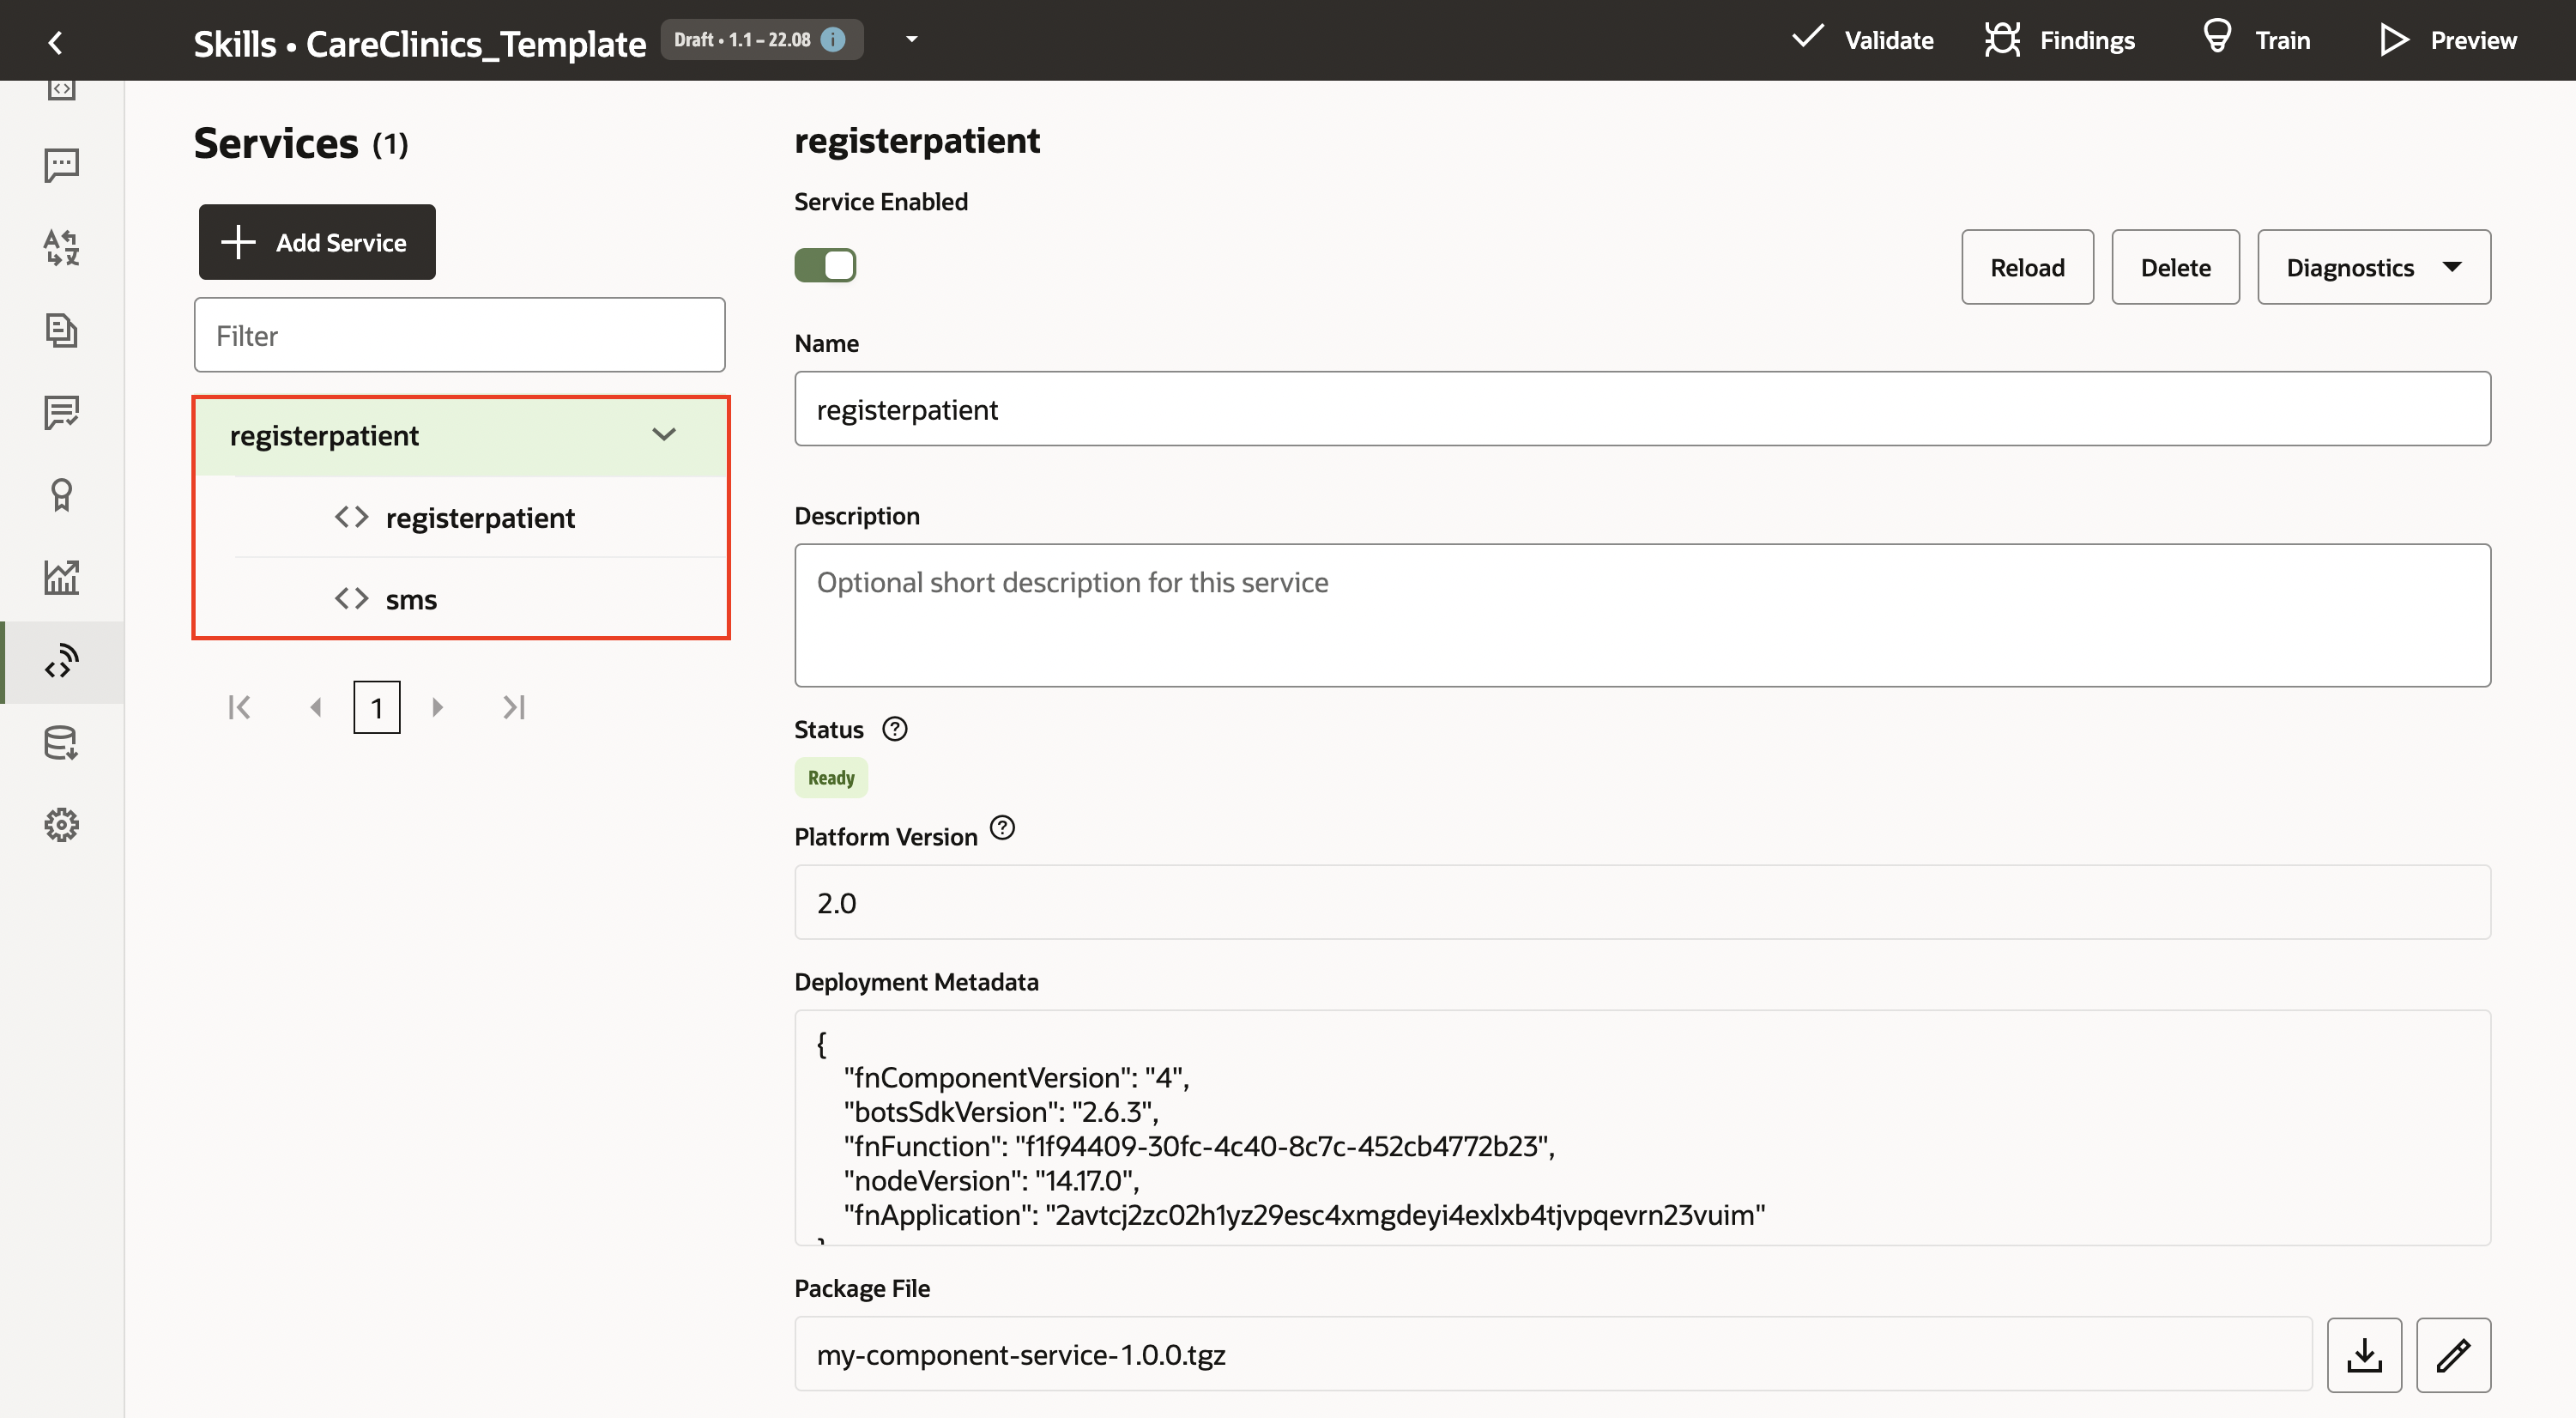 Skills • CareClinics_Template
Draft • 1.1 – 22.08
Validate
Findings
Train
Preview
Services (1)
Add Service
Filter
registerpatient
registerpatient
sms
1
registerpatient
Service Enabled
Reload
Delete
Diagnostics
Name
registerpatient
Description
Optional short description for this service
Status
Ready
Platform Version
2.0
Deployment Metadata
{
"fnComponentVersion": "4",
"botsSdkVersion": "2.6.3",
"fnFunction": "f1f94409-30fc-4c40-8c7c-452cb4772b23",
"nodeVersion": "14.17.0",
"fnApplication": "2avtcj2zc02h1yz29esc4xmgdeyi4exlxb4tjvpqevrn23vuim"
}
Package File
my-component-service-1.0.0.tgz